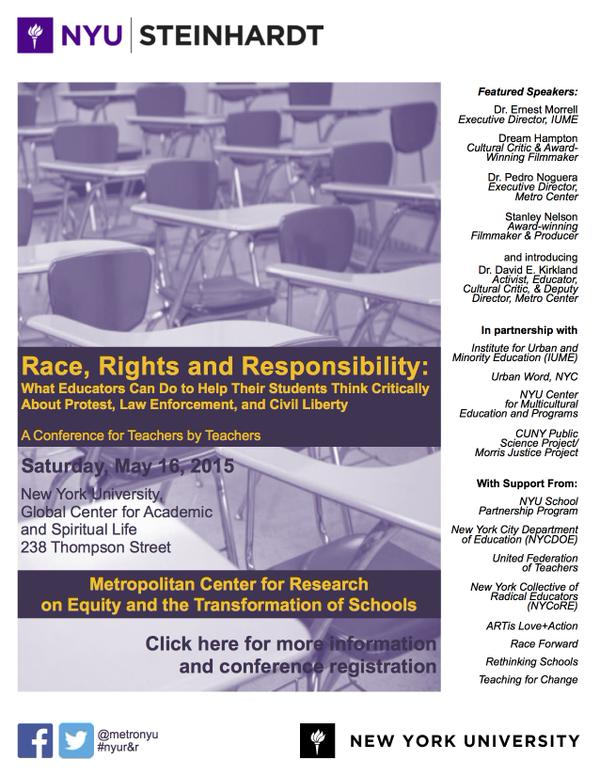 NYU STEINHARDT
Race, Rights and Responsibility:
What Educators Can Do to Help Their Students Think Critically
About Protest, Law Enforcement, and Civil Liberty
A Conference for Teachers by Teachers
Saturday, May 16, 2015
New York University,
Global Center for Academic
and Spiritual Life
238 Thompson Street
Metropolitan Center for Research
on Equity and the Transformation of Schools
Click here for more information
and conference registration
Featured Speakers:
Dr. Ernest Morrell
Executive Director, IUME
Dream Hampton
Cultural Critic & Award-
Winning Filmmaker
Dr. Pedro Noguera
Executive Director,
Metro Center
Stanley Nelson
Award-winning
Filmmaker & Producer
and introducing
Dr. David E. Kirkland
Activist, Educator,
Cultural Critic, & Deputy
Director, Metro Center
In partnership with
Institute for Urban and
Minority Education (IUME)
Urban Word, NYC
NYU Center
for Multicultural
Education and Programs
CUNY Public
Science Project/
Morris Justice Project
With Support From:
NYU School
Partnership Program
New York City Department
of Education (NYCDOE)
United Federation
of Teachers
New York Collective of
Radical Educators
(NYCoRE)
ARTis Love+Action
Race Forward
Rethinking Schools
Teaching for Change
@metronyu
#nyur&r
NEW YORK UNIVERSITY